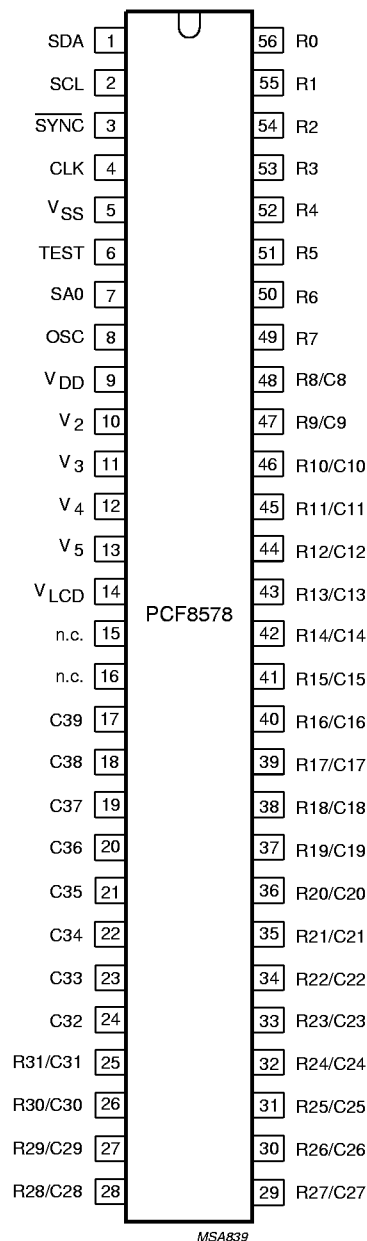 SDA 1 56 R0
SCL 2 55 R1
SYNC 3 54 R2
CLK 4 53 R3
VSS 5 52 R4
TEST 6 51 R5
SA0 7 50 R6
OSC 8 49 R7
VDD 9 48 R8/C8
V2 10 47 R9/C9
V3 11 46 R10/C10
V4 12 45 R11/C11
V5 13 44 R12/C12
VLCD 14 43 R13/C13
PCF8578
n.c. 15 42 R14/C14
n.c. 16 41 R15/C15
C39 17 40 R16/C16
C38 18 39 R17/C17
C37 19 38 R18/C18
C36 20 37 R19/C19
C35 21 36 R20/C20
C34 22 35 R21/C21
C33 23 34 R22/C22
C32 24 33 R23/C23
R31/C31 25 32 R24/C24
R30/C30 26 31 R25/C25
R29/C29 27 30 R26/C26
R28/C28 28 29 R27/C27
MSA839